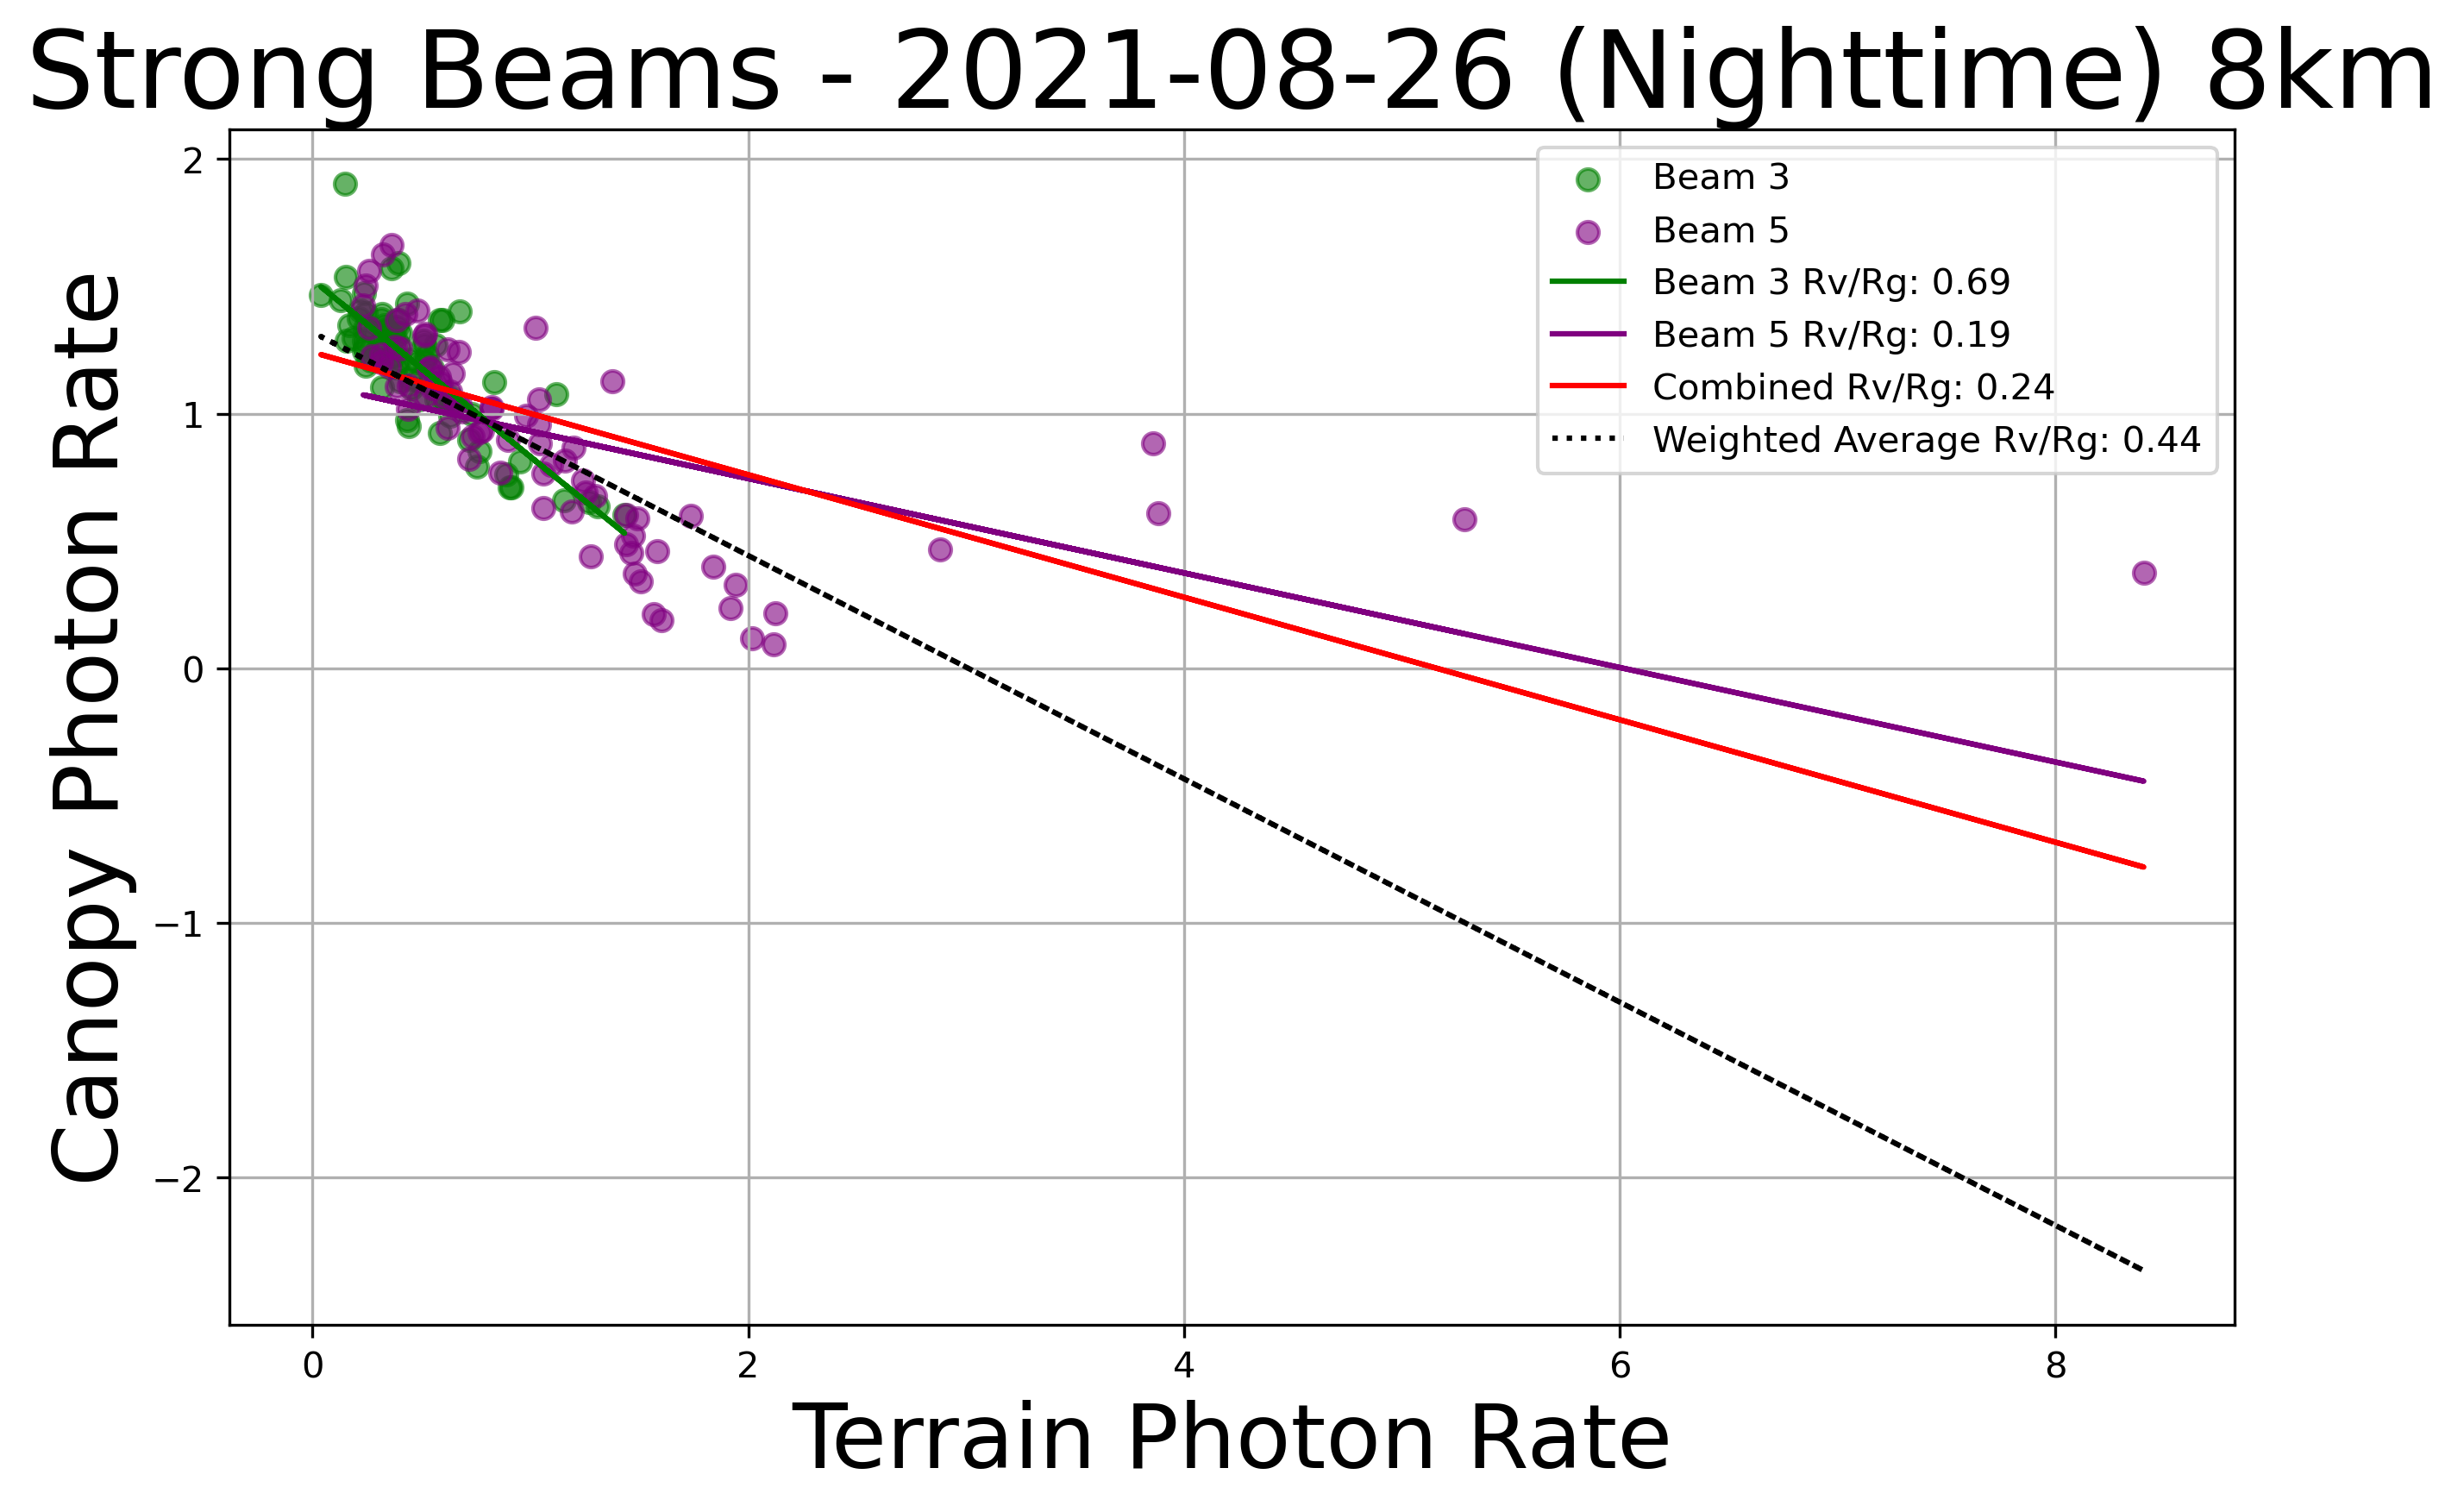 Strong Beams - 2021-08-26 (Nighttime) 8km
Canopy Photon Rate
2
1
0
−1
−2
Beam 3
Beam 5
Beam 3 Rv/Rg: 0.69
Beam 5 Rv/Rg: 0.19
Combined Rv/Rg: 0.24
Weighted Average Rv/Rg: 0.44
0 2 4 6 8
Terrain Photon Rate